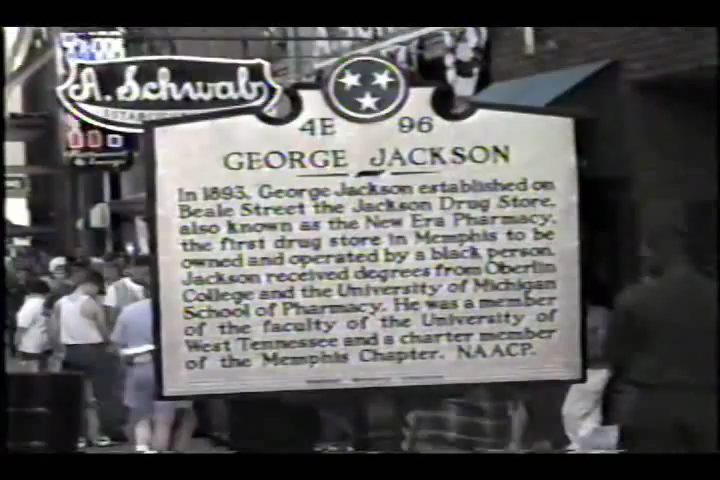 A. Schwab
ESTABLISHED
4E 96
GEORGE JACKSON
In 1893, George Jackson established on
Beale Street the Jackson Drug Store,
also known as the New Era Pharmacy,
the first drug store in Memphis to be
owned and operated by a black person.
Jackson received degrees from Oberlin
College and the University of Michigan
School of Pharmacy. He was a member
of the faculty of the University of
West Tennessee and a charter member
of the Memphis Chapter, NAACP.